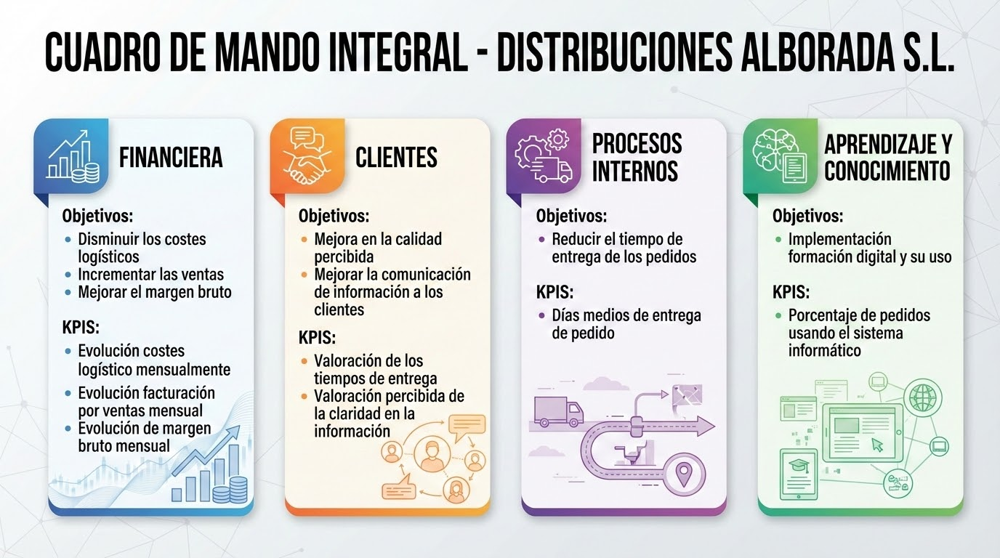 CUADRO DE MANDO INTEGRAL - DISTRIBUCIONES ALBORADA S.L.
FINANCIERA
Objetivos:
• Disminuir los costes
logísticos
• Incrementar las ventas
• Mejorar el margen bruto
KPIS:
• Evolución costes
logístico mensualmente
• Evolución facturación
por ventas mensual
• Evolución de margen
bruto mensual
CLIENTES
Objetivos:
• Mejora en la calidad
percibida
• Mejorar la comunicación
de información a los
clientes
KPIS:
• Valoración de los
tiempos de entrega
• Valoración percibida de
la claridad en la
información
PROCESOS
INTERNOS
Objetivos:
• Reducir el tiempo de
entrega de los pedidos
KPIS:
• Días medios de entrega
de pedido
APRENDIZAJE Y
CONOCIMIENTO
Objetivos:
• Implementación
formación digital y su uso
KPIS:
• Porcentaje de pedidos
usando el sistema
informático